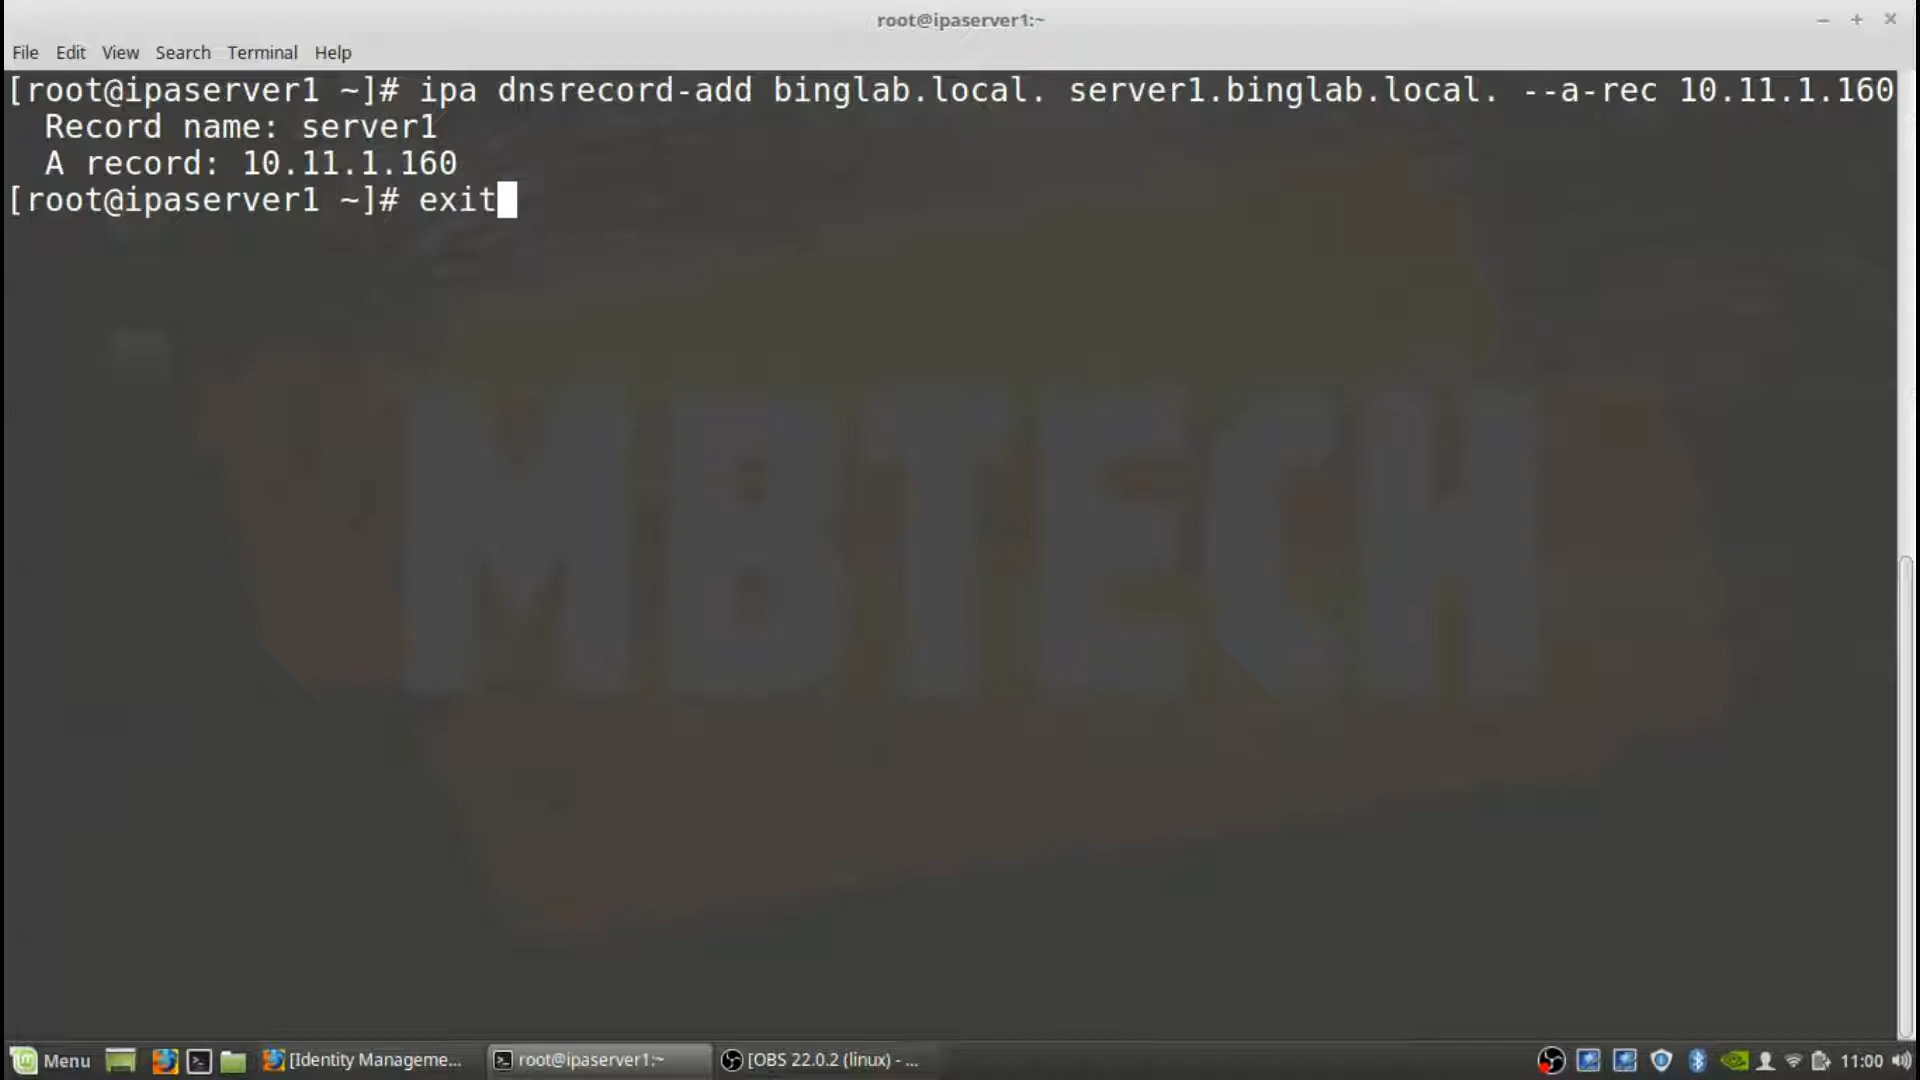 root@ipaserver1:~
File Edit View Search Terminal Help
[root@ipaserver1 ~]# ipa dnsrecord-add binglab.local. server1.binglab.local. --a-rec 10.11.1.160
Record name: server1
A record: 10.11.1.160
[root@ipaserver1 ~]# exit
MBTECH
Menu [Identity Manageme... root@ipaserver1:~ [OBS 22.0.2 (linux) - ... 11:00